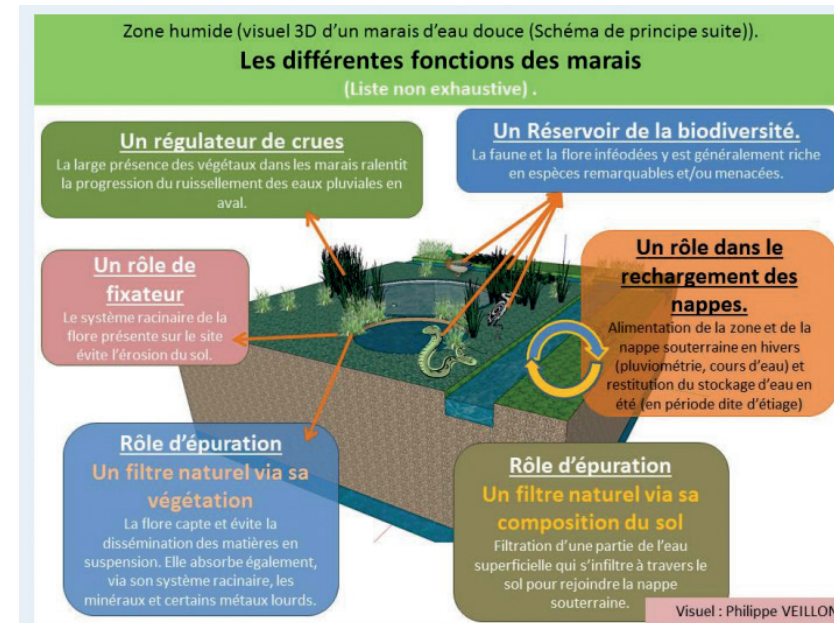 Zone humide (visuel 3D d'un marais d'eau douce (Schéma de principe suite)).
Les différentes fonctions des marais
(Liste non exhaustive) .
Un régulateur de crues
La large présence des végétaux dans les marais ralentit
la progression du ruissellement des eaux pluviales en
aval.
Un Réservoir de la biodiversité.
La faune et la flore inféodées y est généralement riche
en espèces remarquables et/ou menacées.
Un rôle de
fixateur
Le système racinaire de la
flore présente sur le site
évite l'érosion du sol.
Un rôle dans le
rechargement des
nappes.
Alimentation de la zone et de la
nappe souterraine en hivers
(pluviométrie, cours d'eau) et
restitution du stockage d'eau en
été (en période dite d'étiage)
Rôle d'épuration
Un filtre naturel via sa
végétation
La flore capte et évite la
dissémination des matières en
suspension. Elle absorbe également,
via son système racinaire, les
minéraux et certains métaux lourds.
Rôle d'épuration
Un filtre naturel via sa
composition du sol
Filtration d'une partie de l'eau
superficielle qui s'infiltre à travers le
sol pour rejoindre la nappe
souterraine.
Visuel : Philippe VEILLON